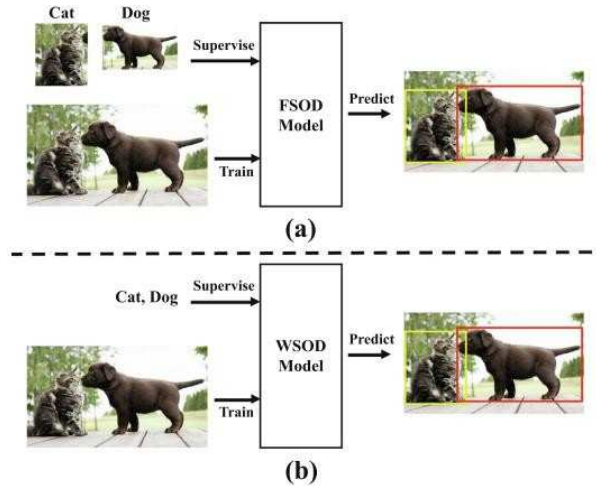 Cat Dog
Supervise
FSOD
Model
Predict
Train
(a)
Cat, Dog
Supervise
WSOD
Model
Predict
Train
(b)